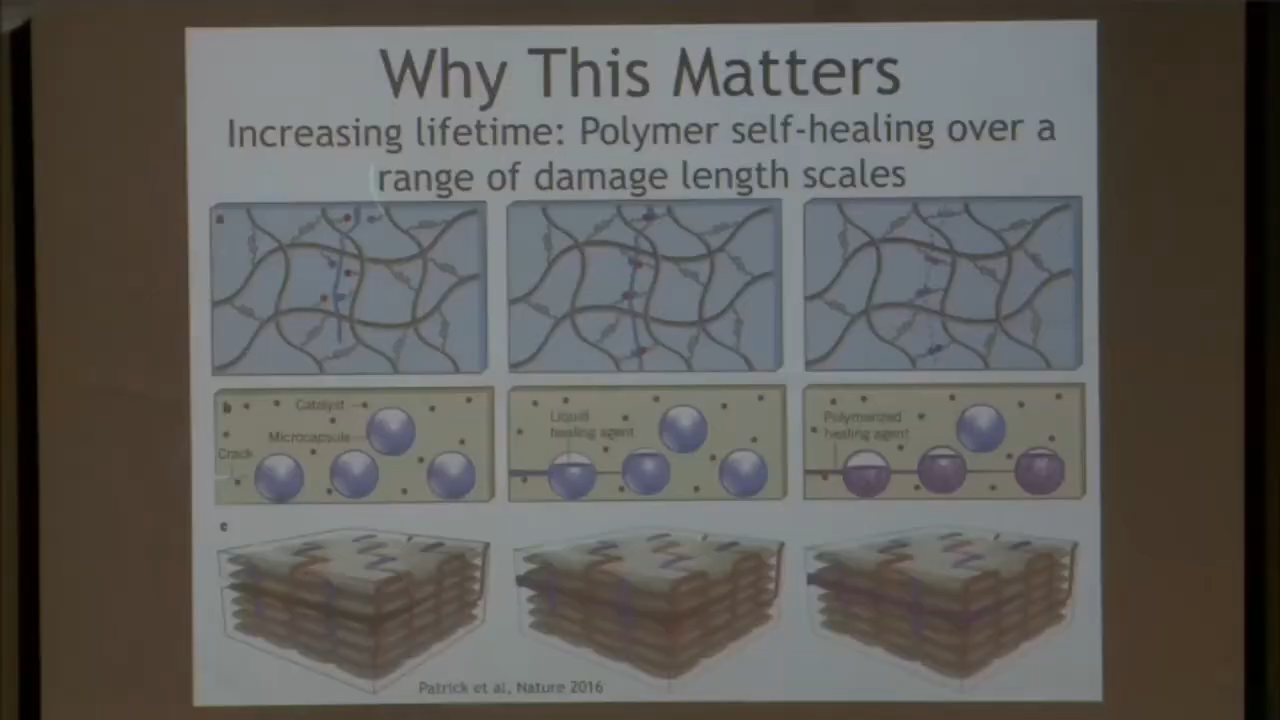 Why This Matters
Increasing lifetime: Polymer self-healing over a
range of damage length scales
a
b
Catalyst
Microcapsule
Crack
Liquid
healing agent
Polymerized
healing agent
c
Patrick et al, Nature 2016